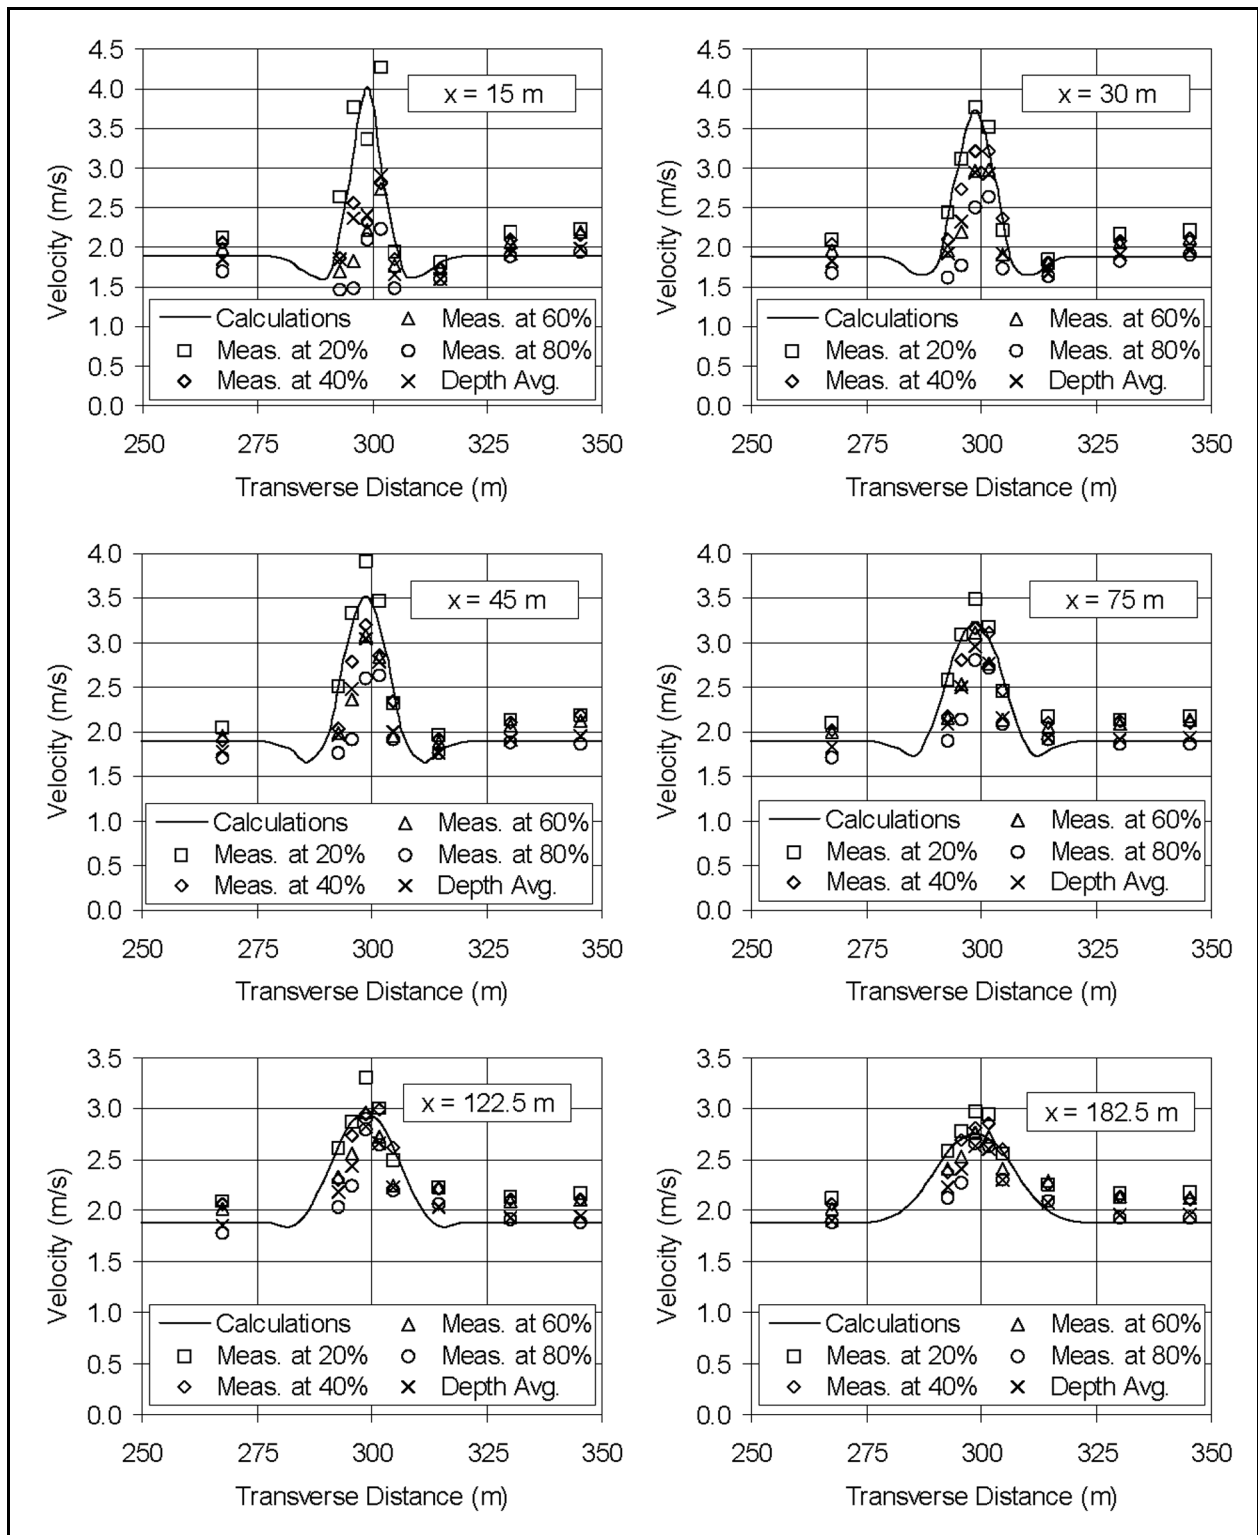 4.5
4.0
3.5
3.0
2.5
2.0
1.5
1.0
0.5
0.0
Velocity (m/s)
x = 15 m
Calculations
Meas. at 20%
Meas. at 40%
Meas. at 60%
Meas. at 80%
Depth Avg.
250 275 300 325 350
Transverse Distance (m)
4.5
4.0
3.5
3.0
2.5
2.0
1.5
1.0
0.5
0.0
Velocity (m/s)
x = 30 m
Calculations
Meas. at 20%
Meas. at 40%
Meas. at 60%
Meas. at 80%
Depth Avg.
250 275 300 325 350
Transverse Distance (m)
4.0
3.5
3.0
2.5
2.0
1.5
1.0
0.5
0.0
Velocity (m/s)
x = 45 m
Calculations
Meas. at 20%
Meas. at 40%
Meas. at 60%
Meas. at 80%
Depth Avg.
250 275 300 325 350
Transverse Distance (m)
4.0
3.5
3.0
2.5
2.0
1.5
1.0
0.5
0.0
Velocity (m/s)
x = 75 m
Calculations
Meas. at 20%
Meas. at 40%
Meas. at 60%
Meas. at 80%
Depth Avg.
250 275 300 325 350
Transverse Distance (m)
3.5
3.0
2.5
2.0
1.5
1.0
0.5
0.0
Velocity (m/s)
x = 122.5 m
Calculations
Meas. at 20%
Meas. at 40%
Meas. at 60%
Meas. at 80%
Depth Avg.
250 275 300 325 350
Transverse Distance (m)
3.5
3.0
2.5
2.0
1.5
1.0
0.5
0.0
Velocity (m/s)
x = 182.5 m
Calculations
Meas. at 20%
Meas. at 40%
Meas. at 60%
Meas. at 80%
Depth Avg.
250 275 300 325 350
Transverse Distance (m)